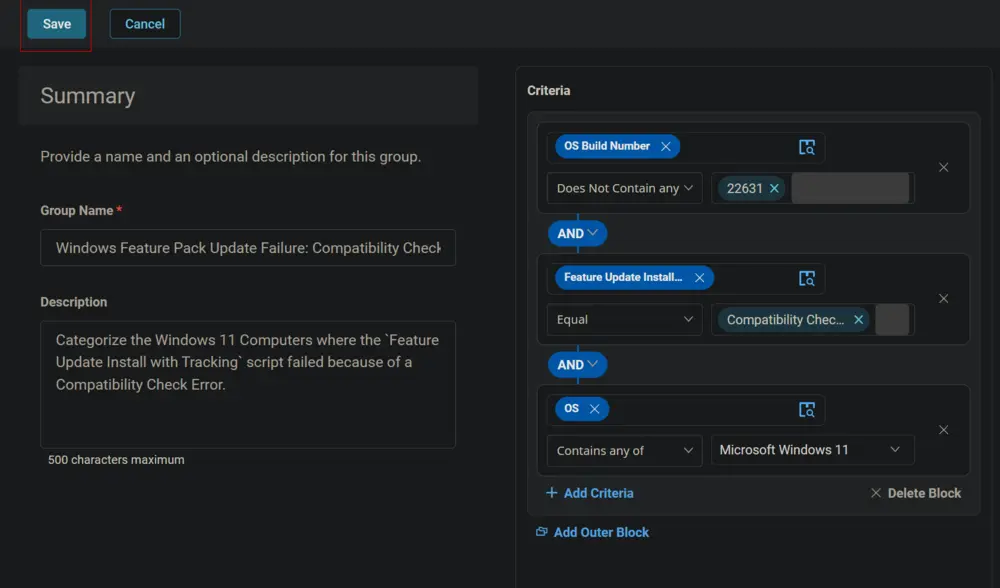 Save Cancel
Summary
Provide a name and an optional description for this group.
Group Name *
Windows Feature Pack Update Failure: Compatibility Check
Description
Categorize the Windows 11 Computers where the `Feature
Update Install with Tracking` script failed because of a
Compatibility Check Error.
500 characters maximum
Criteria
OS Build Number
Does Not Contain any 22631
AND
Feature Update Install...
Equal Compatibility Chec...
AND
OS
Contains any of Microsoft Windows 11
Add Criteria Delete Block
Add Outer Block